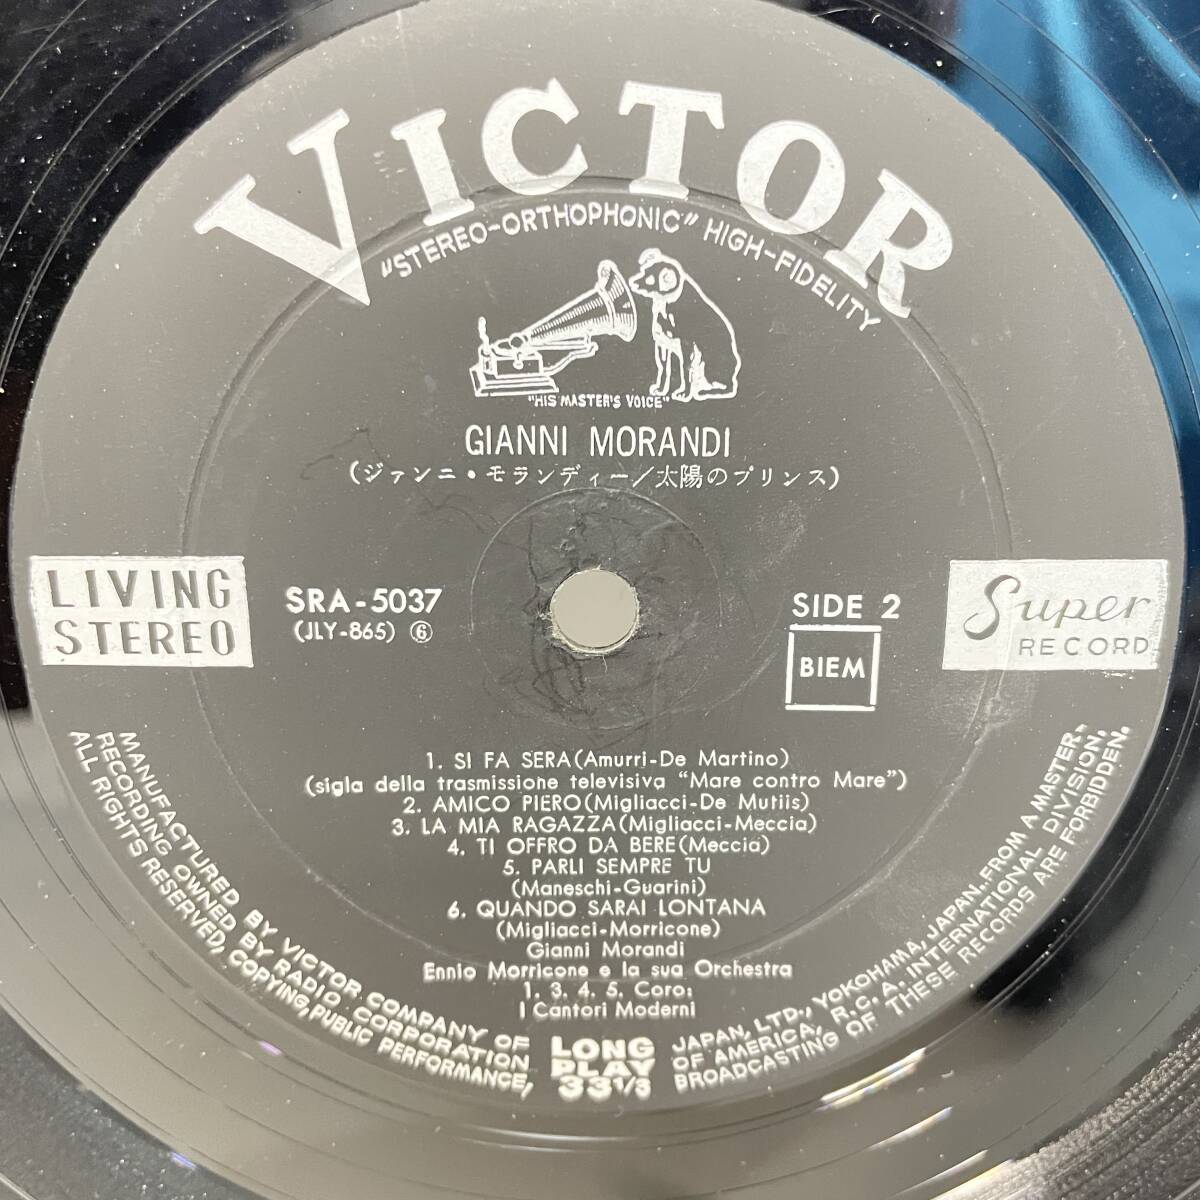 VICTOR
"STEREO-ORTHOPHONIC" HIGH-FIDELITY
"HIS MASTER'S VOICE"
GIANNI MORANDI
(ジァンニ・モランディー/太陽のプリンス)
LIVING
STEREO
SRA-5037
(JLY-865) ⑥
SIDE 2
BIEM
Super
RECORD
1. SI FA SERA(Amurri-De Martino)
(sigla della trasmissione televisiva "Mare contro Mare")
2. AMICO PIERO(Migliacci-De Mutiis)
3. LA MIA RAGAZZA(Migliacci-Meccia)
4. TI OFFRO DA BERE(Meccia)
5. PARLI SEMPRE TU
(Maneschi-Guarini)
6. QUANDO SARAI LONTANA
(Migliacci-Morricone)
Gianni Morandi
Ennio Morricone e la sua Orchestra
1. 3. 4. 5. Coro:
I Cantori Moderni
MANUFACTURED BY VICTOR COMPANY OF JAPAN, LTD., YOKOHAMA, JAPAN. FROM A MASTER-
RECORDING OWNED BY RADIO CORPORATION OF AMERICA, R.C.A. INTERNATIONAL DIVISION.
ALL RIGHTS RESERVED, COPYING, PUBLIC PERFORMANCE, BROADCASTING OF THESE RECORDS ARE FORBIDDEN.
LONG
PLAY
33 1/3